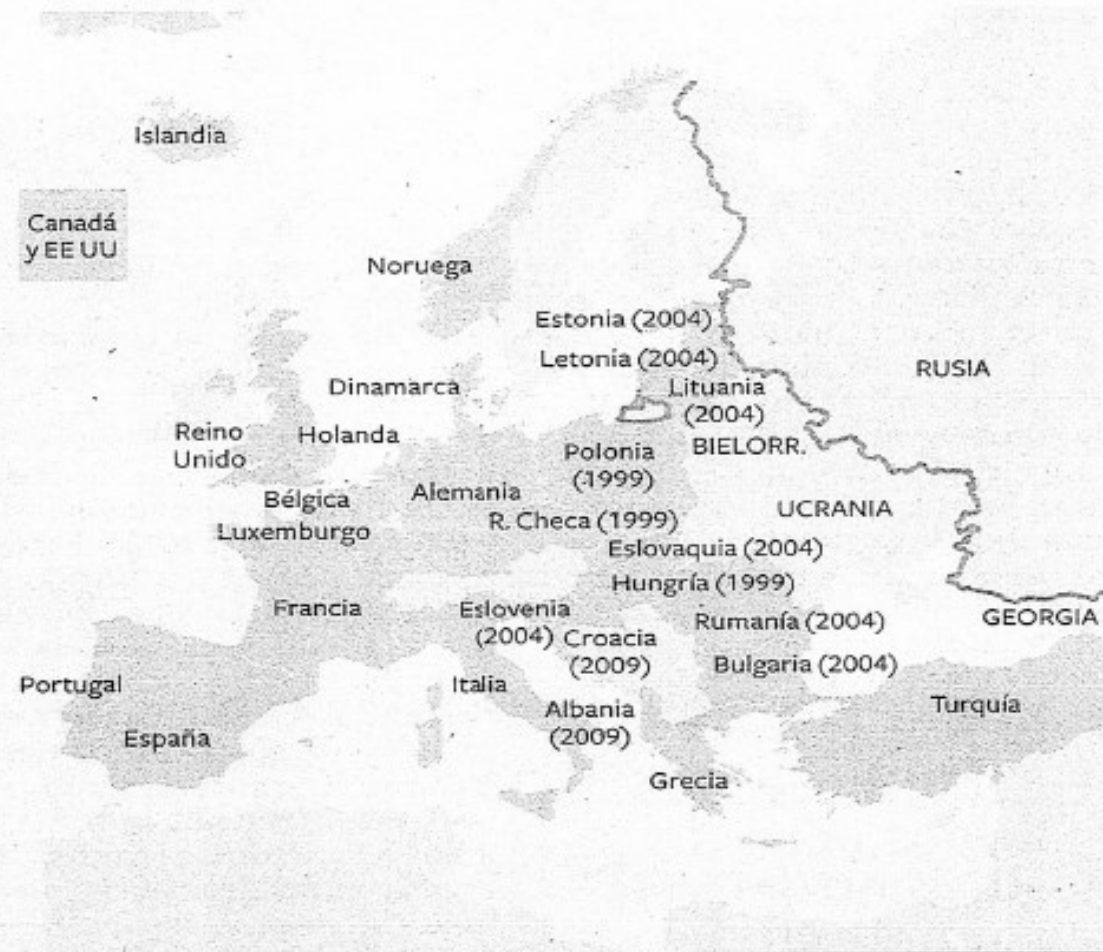 Islandia
Canadá
y EE UU
Noruega
Estonia (2004)
Letonia (2004)
RUSIA
Dinamarca
Lituania
(2004)
Reino
Unido
Holanda
BIELORR.
Polonia
(1999)
Bélgica
Alemania
UCRANIA
R. Checa (1999)
Luxemburgo
Eslovaquia (2004)
Hungría (1999)
Francia
Eslovenia
(2004)
Rumanía (2004)
GEORGIA
Croacia
(2009)
Bulgaria (2004)
Portugal
Italia
Turquía
Albania
(2009)
España
Grecia